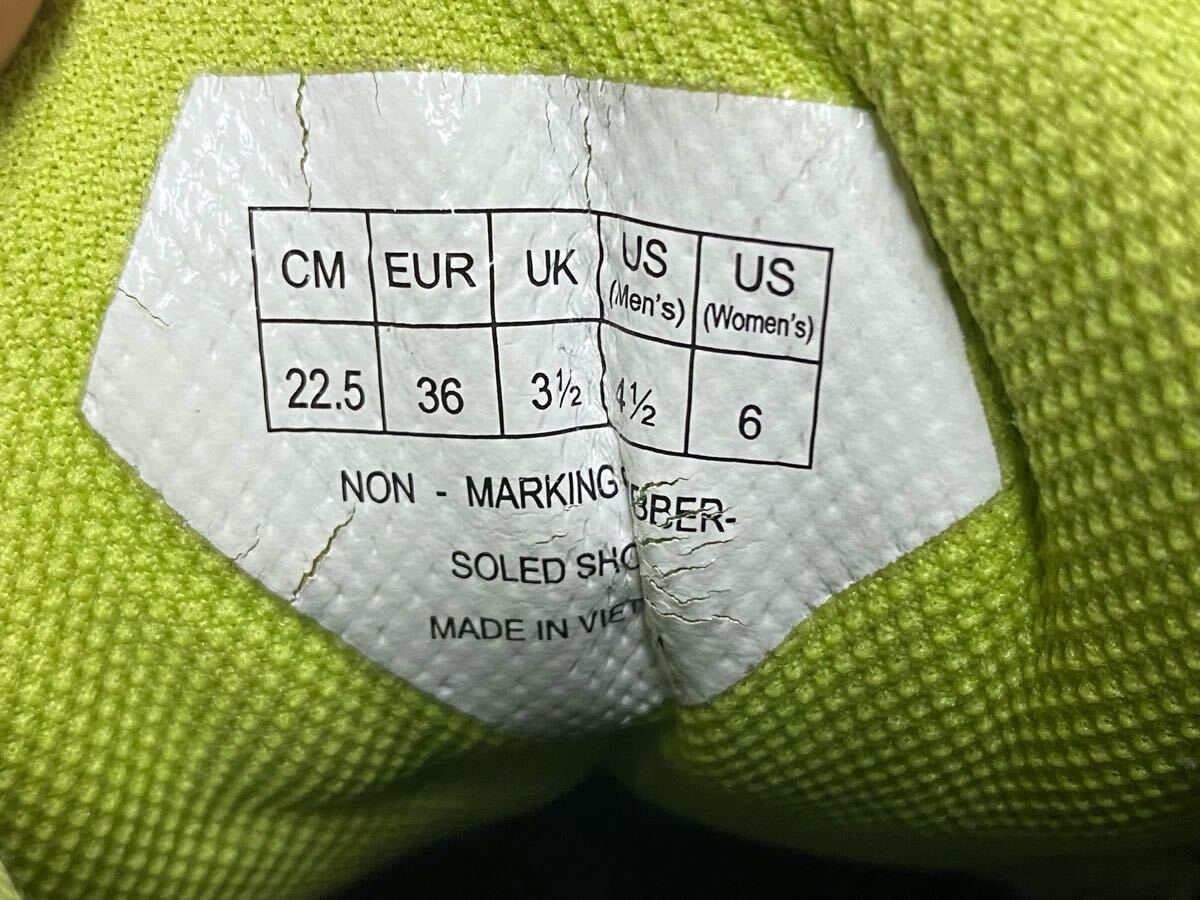 CM EUR UK US (Men's) US (Women's)
22.5 36 3½ 4½ 6
NON - MARKING BBER-
SOLED SHO
MADE IN VIET